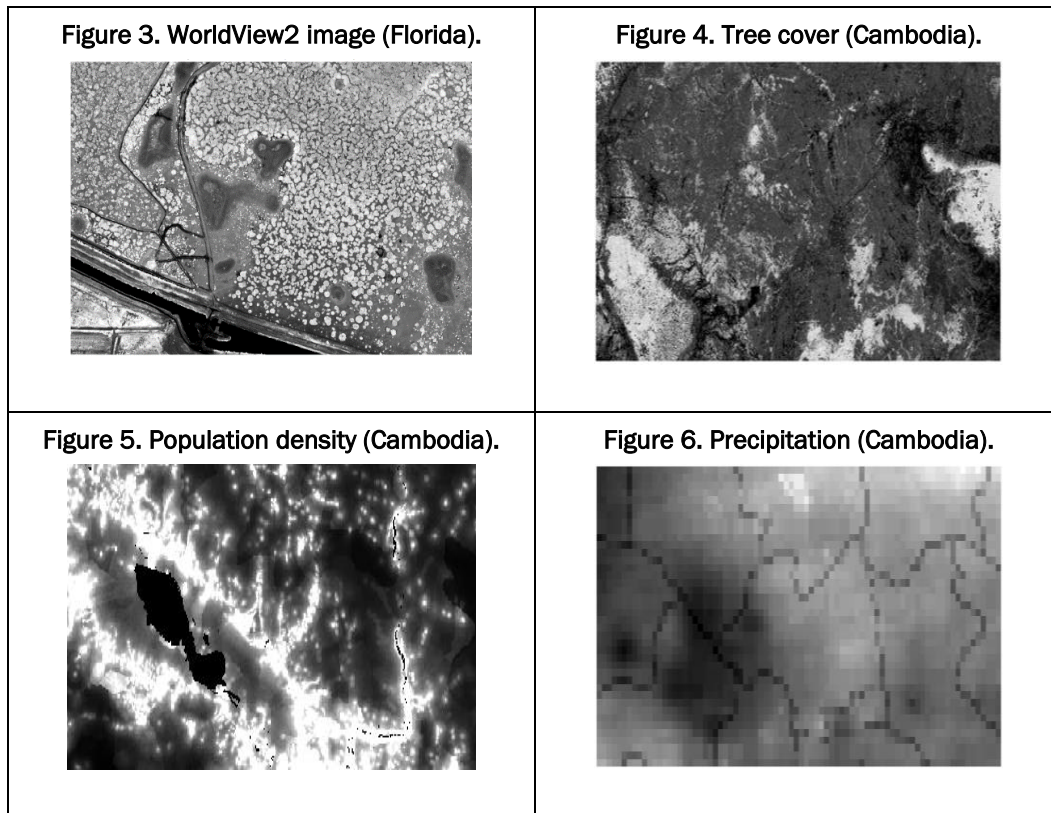 Figure 3. WorldView2 image (Florida).
Figure 4. Tree cover (Cambodia).
Figure 5. Population density (Cambodia).
Figure 6. Precipitation (Cambodia).